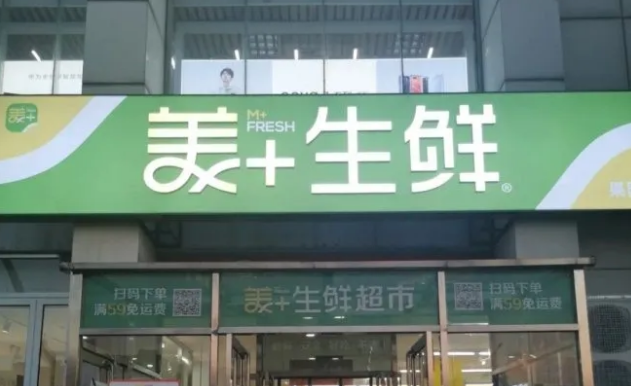 美+
M+
FRESH
美+生鲜®
扫码下单
满59免运费
美+生鲜超市
扫码下单
满59免运费